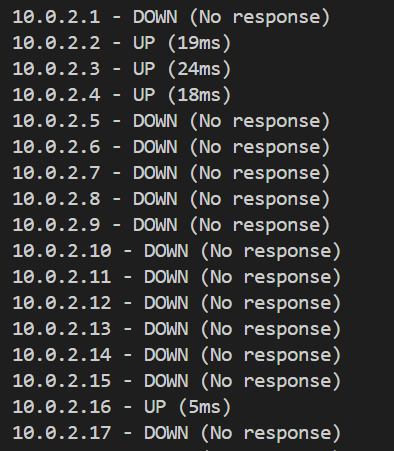 10.0.2.1 - DOWN (No response)
10.0.2.2 - UP (19ms)
10.0.2.3 - UP (24ms)
10.0.2.4 - UP (18ms)
10.0.2.5 - DOWN (No response)
10.0.2.6 - DOWN (No response)
10.0.2.7 - DOWN (No response)
10.0.2.8 - DOWN (No response)
10.0.2.9 - DOWN (No response)
10.0.2.10 - DOWN (No response)
10.0.2.11 - DOWN (No response)
10.0.2.12 - DOWN (No response)
10.0.2.13 - DOWN (No response)
10.0.2.14 - DOWN (No response)
10.0.2.15 - DOWN (No response)
10.0.2.16 - UP (5ms)
10.0.2.17 - DOWN (No response)